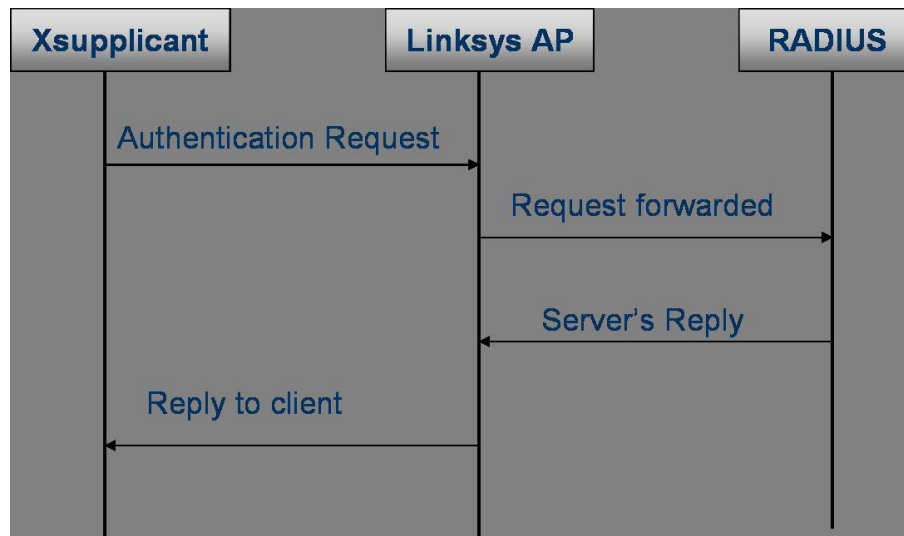 Xsupplicant
Linksys AP
RADIUS
Authentication Request
Request forwarded
Server's Reply
Reply to client